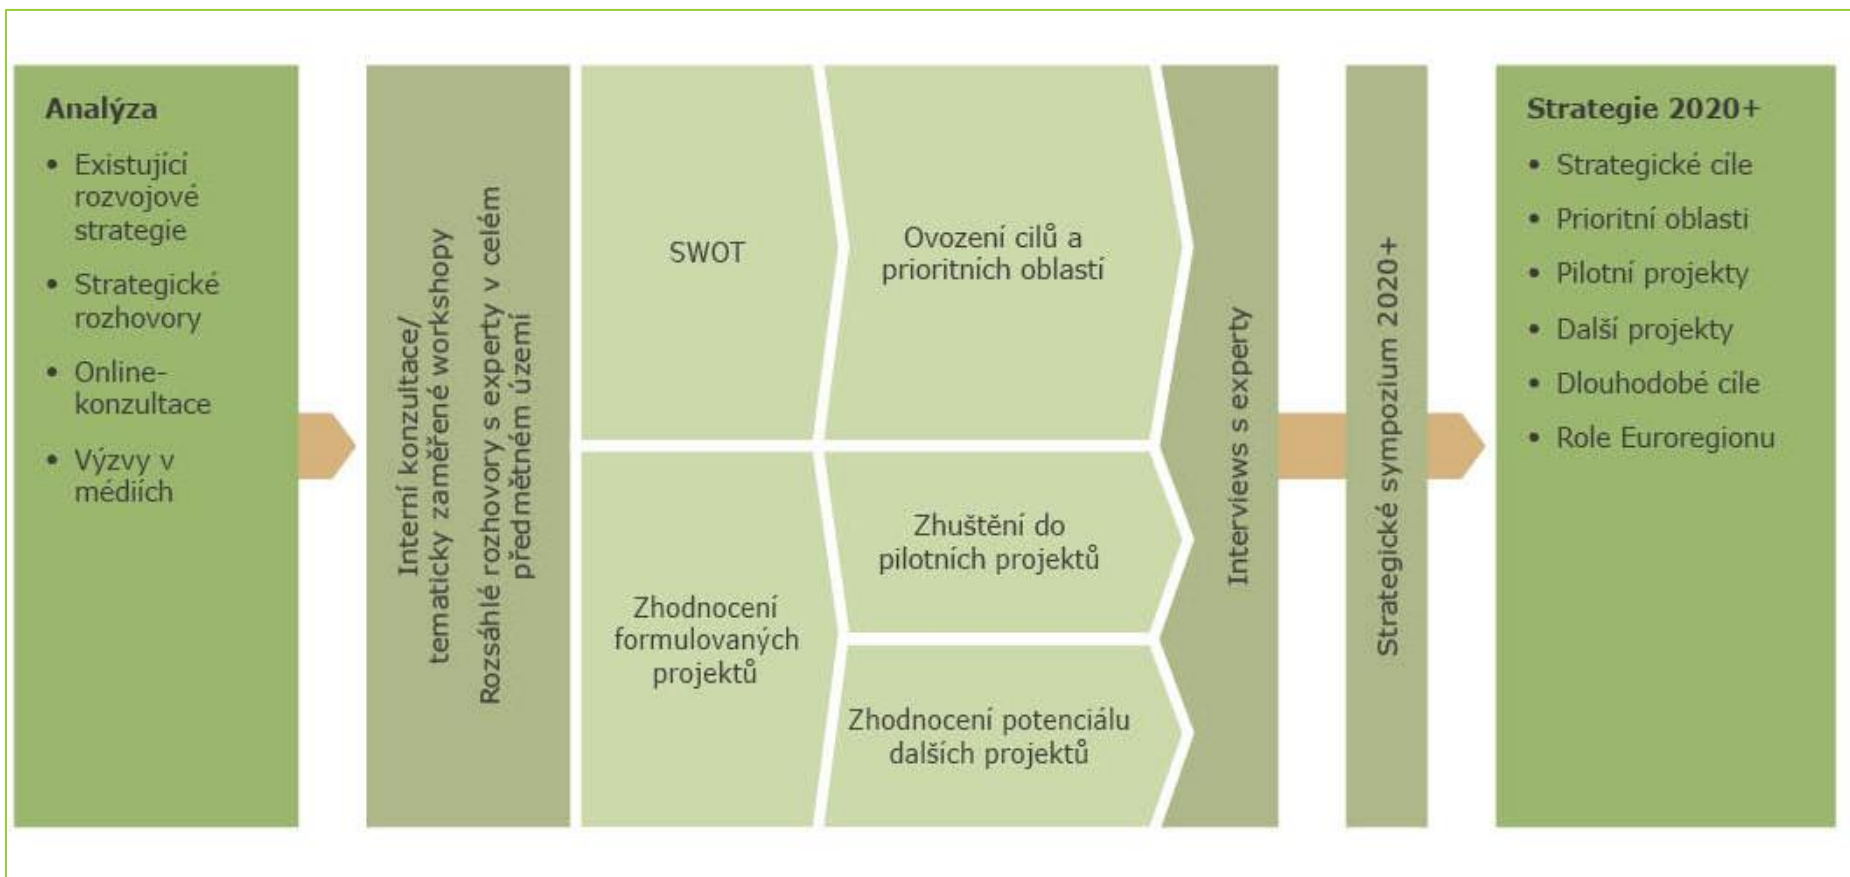 Analýza
• Existující
rozvojové
strategie
• Strategické
rozhovory
• Online-
konzultace
• Výzvy v
médiích
Interní konzultace/
tematicky zaměřené workshopy
Rozsáhlé rozhovory s experty v celém
předmětném území
SWOT
Zhodnocení
formulovaných
projektů
Ovození cilů a
prioritních oblastí
Zhuštění do
pilotních projektů
Zhodnocení potenciálu
dalších projektů
Interviews s experty
Strategické sympozium 2020+
Strategie 2020+
• Strategické cíle
• Prioritní oblasti
• Pilotní projekty
• Další projekty
• Dlouhodobé cíle
• Role Euroregionu